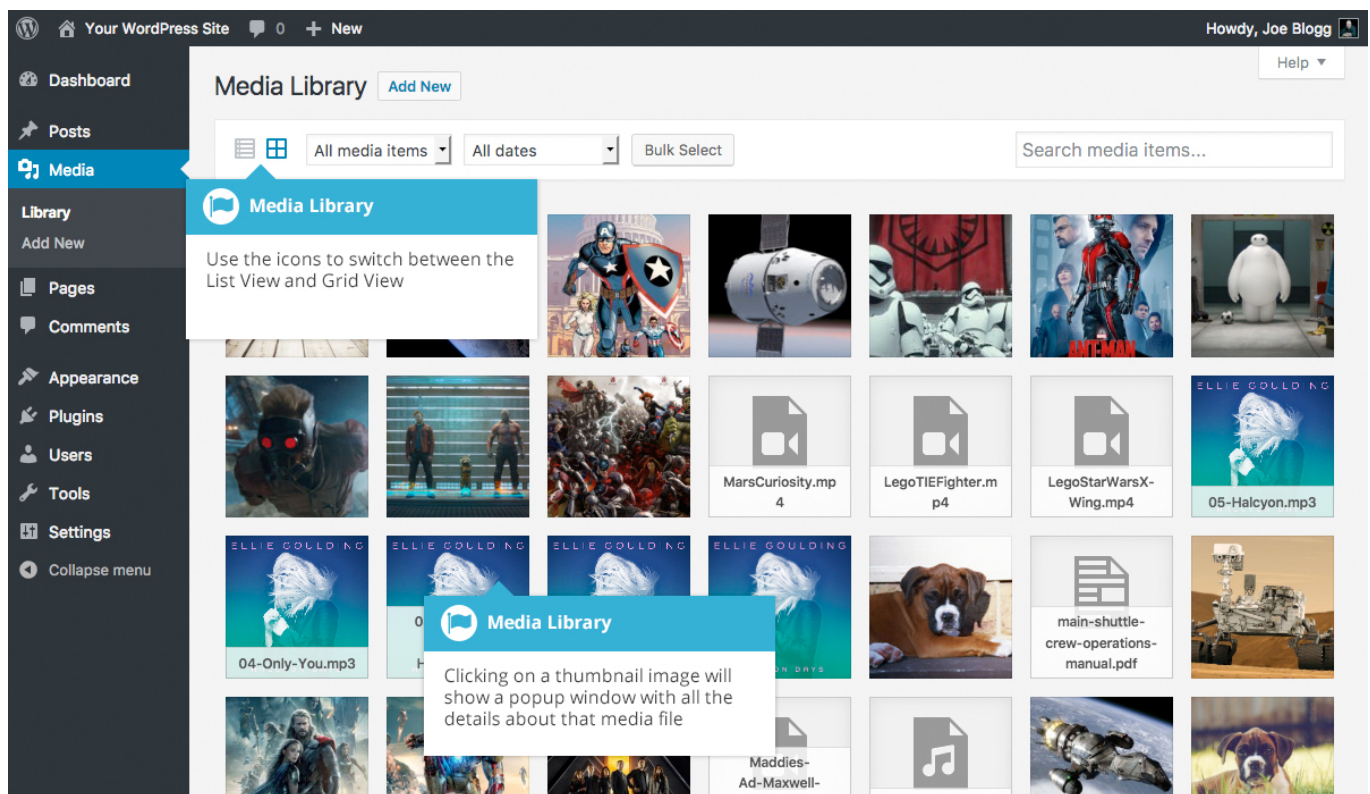 Your WordPress Site 0 + New
Howdy, Joe Blogg
Help
Dashboard
Posts
Media
Library
Add New
Pages
Comments
Appearance
Plugins
Users
Tools
Settings
Collapse menu
Media Library Add New
All media items All dates Bulk Select
Search media items...
Media Library
Use the icons to switch between the
List View and Grid View
ANT-MAN
MarsCuriosity.mp
4
LegoTIEFighter.m
p4
LegoStarWarsX-
Wing.mp4
ELLIE GOULDING
05-Halcyon.mp3
ELLIE GOULDING
04-Only-You.mp3
ELLIE GOULDING
0
H
ELLIE GOULDING
ELLIE GOULDING
ON DAYS
main-shuttle-
crew-operations-
manual.pdf
Media Library
Clicking on a thumbnail image will
show a popup window with all the
details about that media file
Maddies-
Ad-Maxwell-